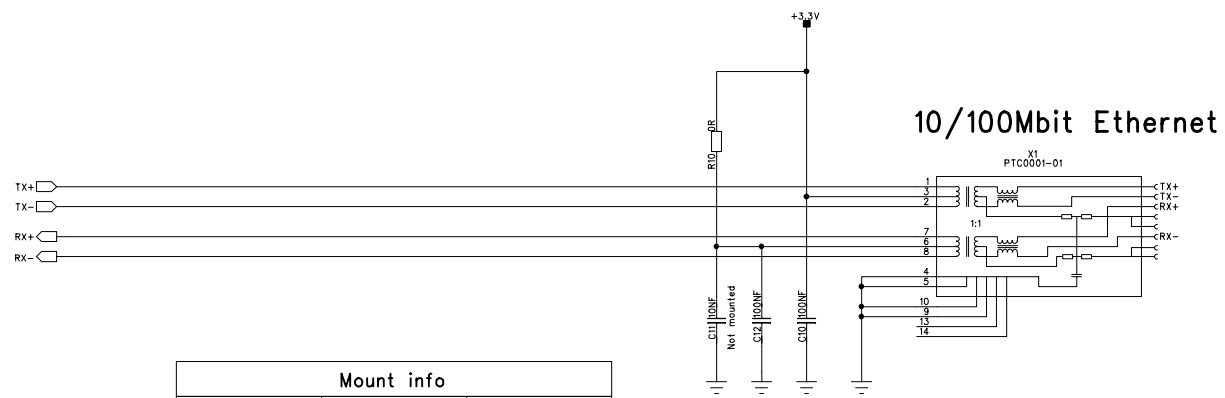 +3.3V
10/100Mbit Ethernet
X1
PTC0001-01
R10 0R
TX+
TX-
RX+
RX-
1
3
2
7
6
8
4
5
10
9
13
14
1:1
TX+
TX-
RX+
RX-
C11 10NF
Not mounted
C12 100NF
C10 100NF
Mount info